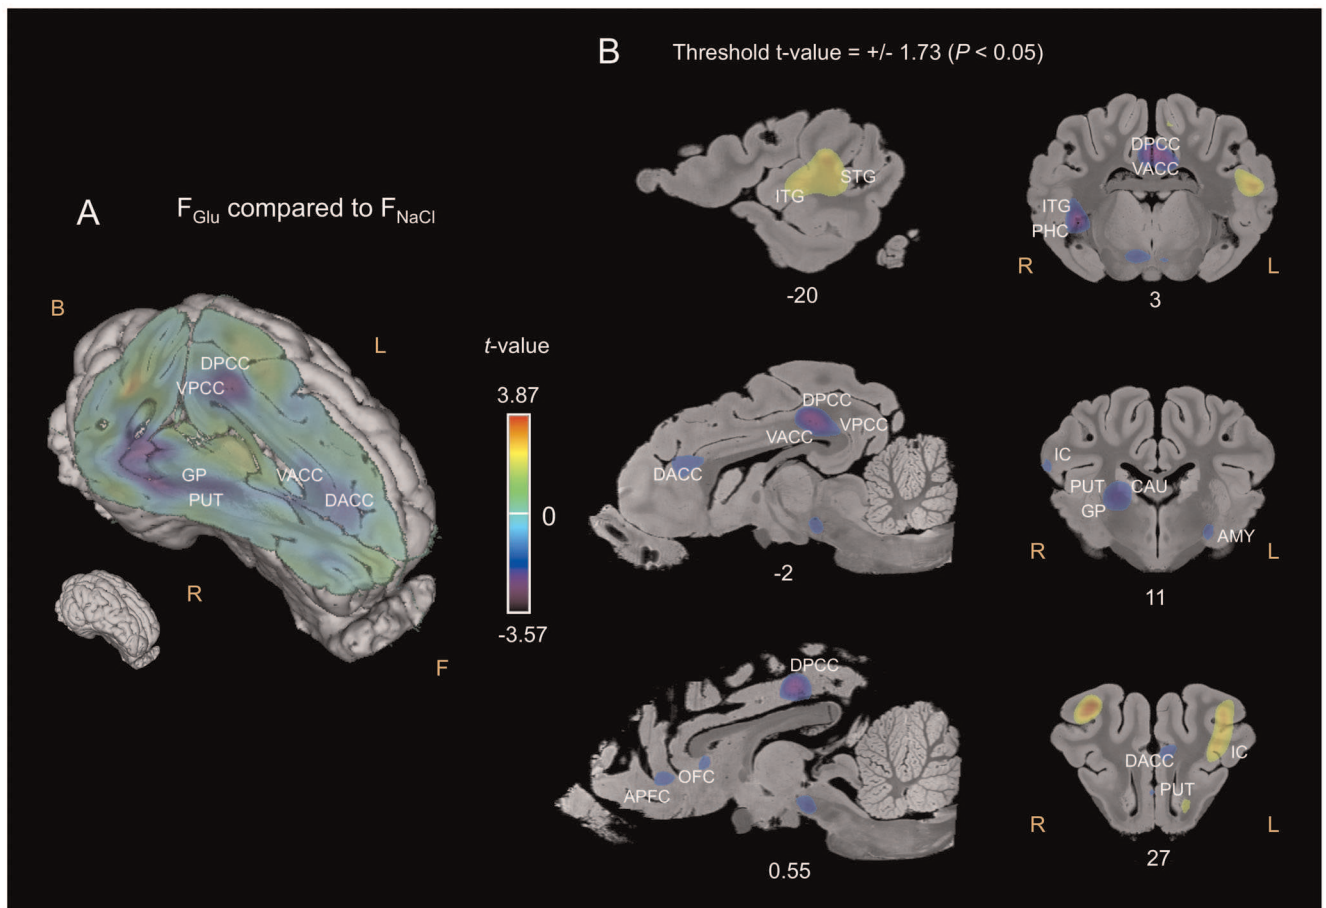 A
F_Glu compared to F_NaCl
B
L
DPCC
VPCC
GP
PUT
VACC
DACC
R
F
t-value
3.87
0
-3.57
B
Threshold t-value = +/- 1.73 (P < 0.05)
STG
ITG
-20
DPCC
VACC
ITG
PHC
R
L
3
DPCC
VACC
VPCC
DACC
-2
IC
PUT
CAU
GP
AMY
R
L
11
DPCC
OFC
APFC
0.55
DACC
IC
PUT
R
L
27